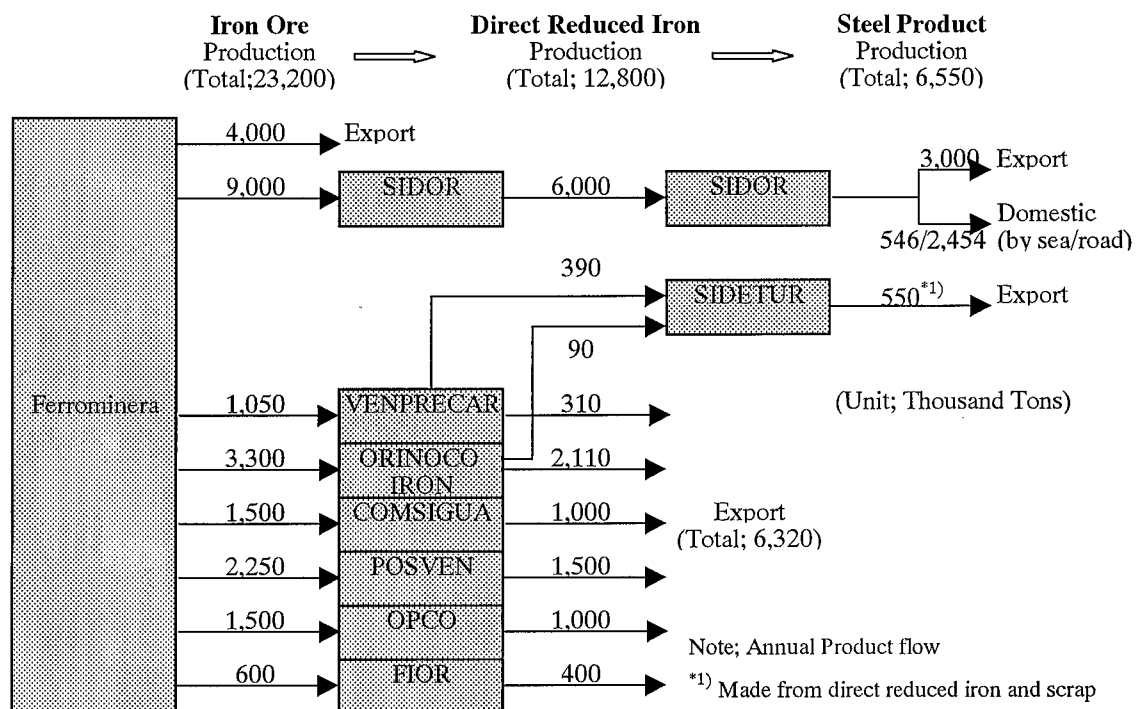 Iron Ore
Production
(Total;23,200)
Direct Reduced Iron
Production
(Total; 12,800)
Steel Product
Production
(Total; 6,550)
4,000
Export
9,000
SIDOR
6,000
SIDOR
3,000
Export
546/2,454
Domestic
(by sea/road)
390
SIDETUR
550*1)
Export
90
Ferrominera
1,050
VENPRECAR
310
(Unit; Thousand Tons)
3,300
ORINOCO
IRON
2,110
1,500
COMSIGUA
1,000
Export
(Total; 6,320)
2,250
POSVEN
1,500
1,500
OPCO
1,000
Note; Annual Product flow
600
FIOR
400
*1) Made from direct reduced iron and scrap